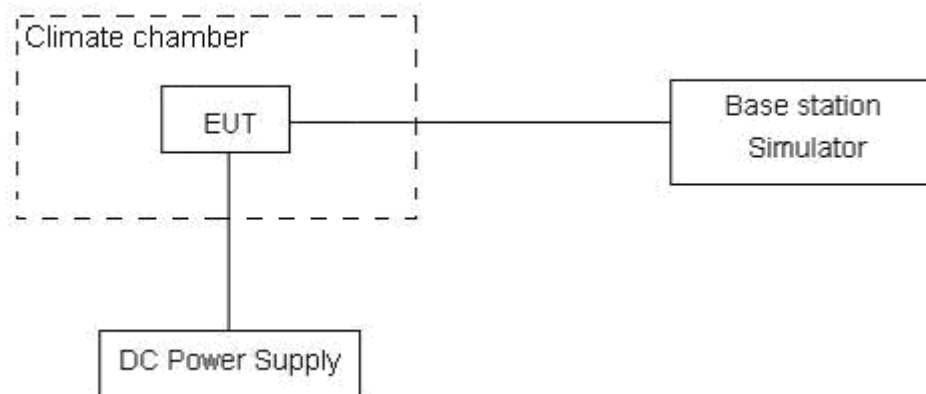 Climate chamber
EUT
Base station
Simulator
DC Power Supply